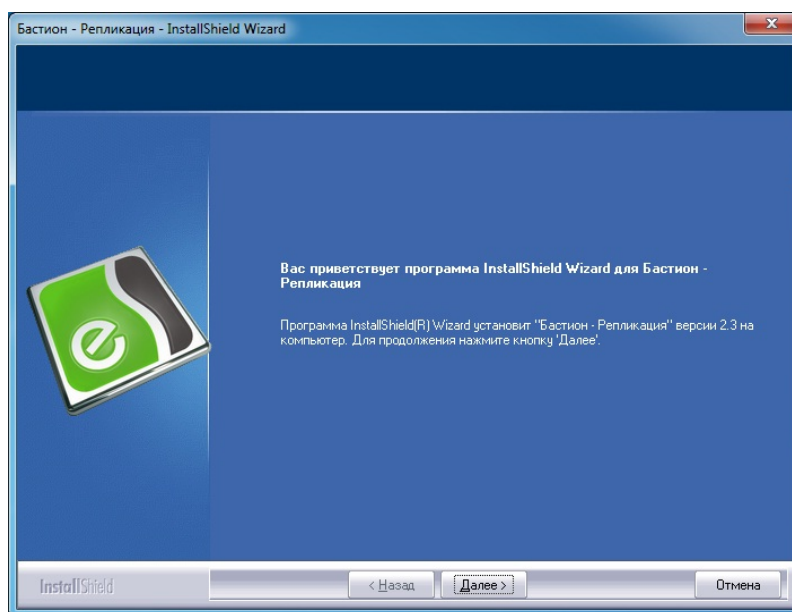 Бастион - Репликация - InstallShield Wizard
Вас приветствует программа InstallShield Wizard для Бастион -
Репликация
Программа InstallShield(R) Wizard установит "Бастион - Репликация" версии 2.3 на
компьютер. Для продолжения нажмите кнопку 'Далее'.
InstallShield
< Назад
Далее >
Отмена